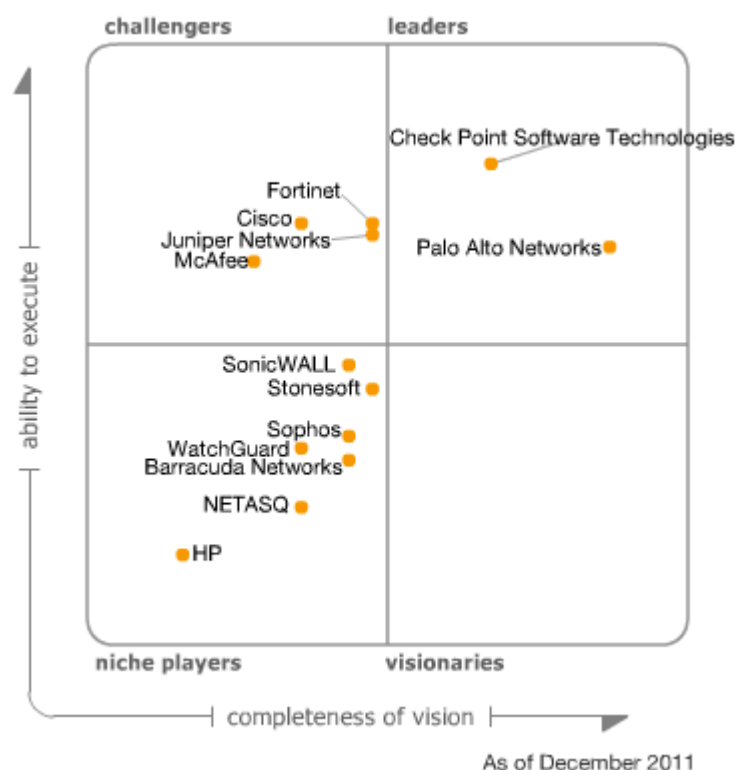 challengers
leaders
Check Point Software Technologies
Fortinet
Cisco
Juniper Networks
Palo Alto Networks
McAfee
ability to execute
SonicWALL
Stonesoft
Sophos
WatchGuard
Barracuda Networks
NETASQ
HP
niche players
visionaries
completeness of vision
As of December 2011